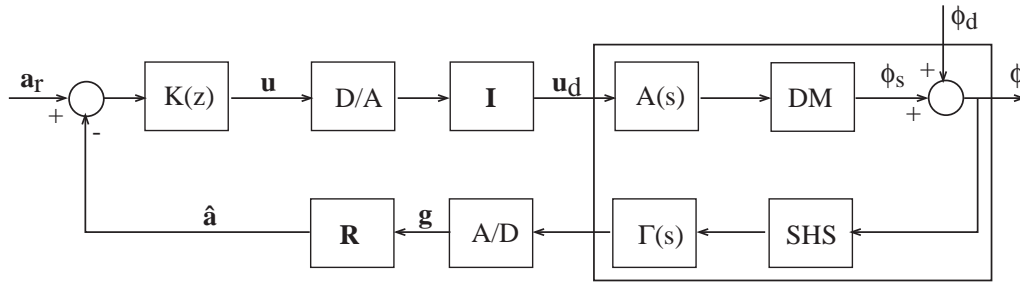 ϕd
ar
+
-
K(z)
u
D/A
I
ud
A(s)
DM
ϕs
+
+
ϕ
â
R
g
A/D
Γ(s)
SHS